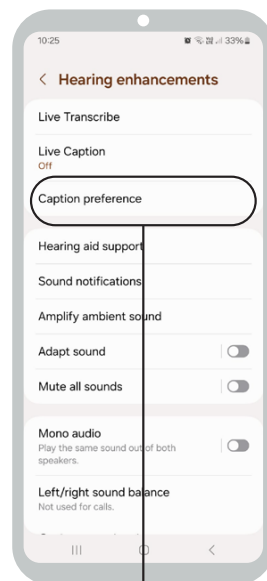 10:25
33%
Hearing enhancements
Live Transcribe
Live Caption
Off
Caption preference
Hearing aid support
Sound notifications
Amplify ambient sound
Adapt sound
Mute all sounds
Mono audio
Play the same sound out of both
speakers.
Left/right sound balance
Not used for calls.